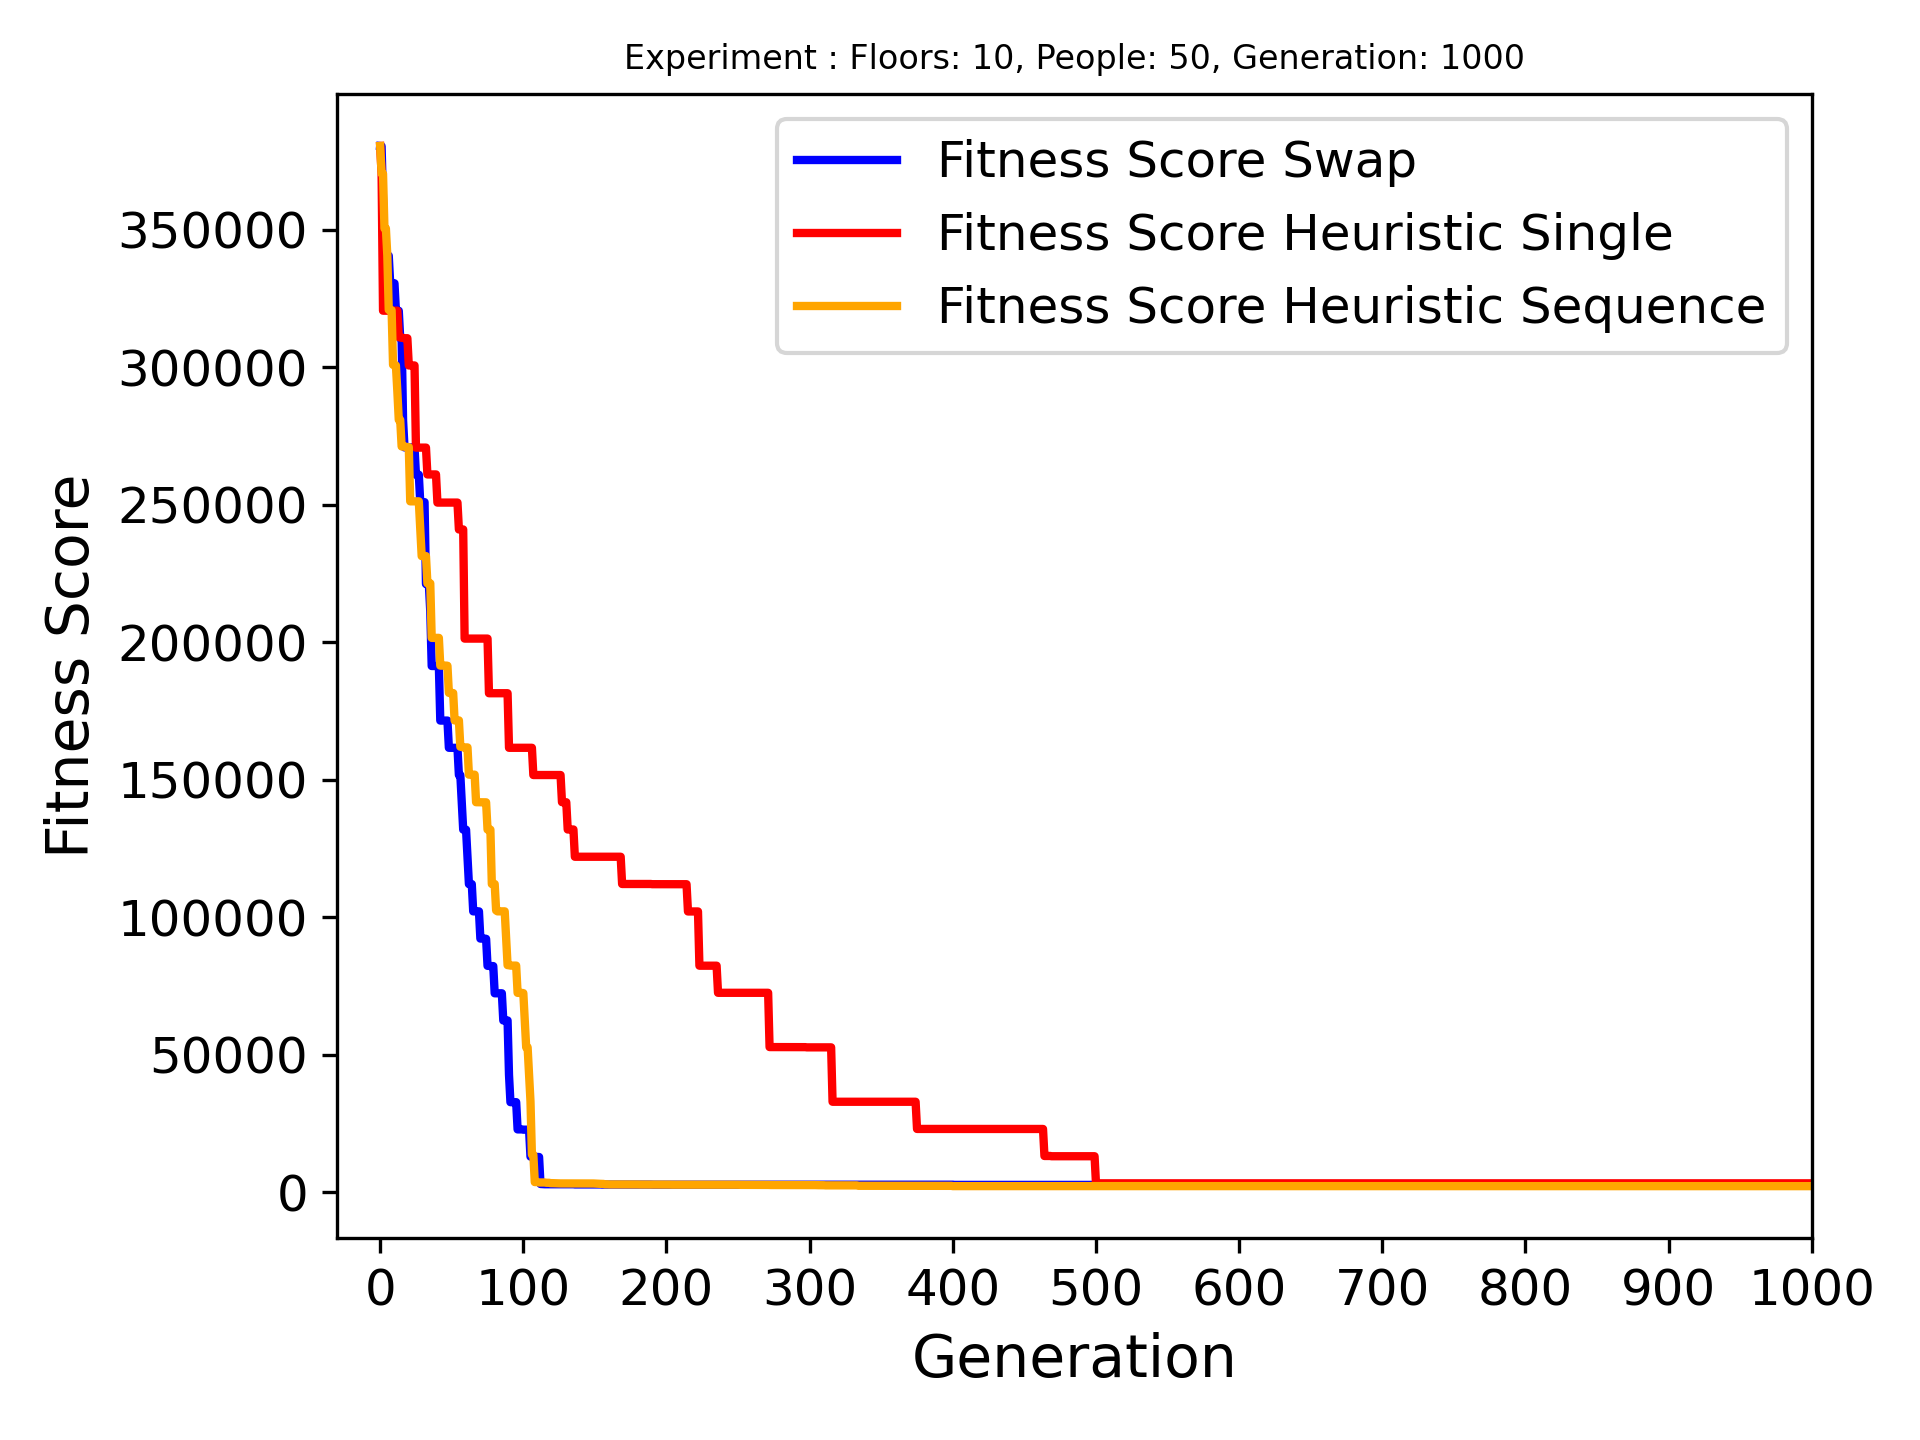 Experiment : Floors: 10, People: 50, Generation: 1000
Fitness Score Swap
Fitness Score Heuristic Single
Fitness Score Heuristic Sequence
350000
300000
250000
200000
150000
100000
50000
0
Fitness Score
0 100 200 300 400 500 600 700 800 900 1000
Generation